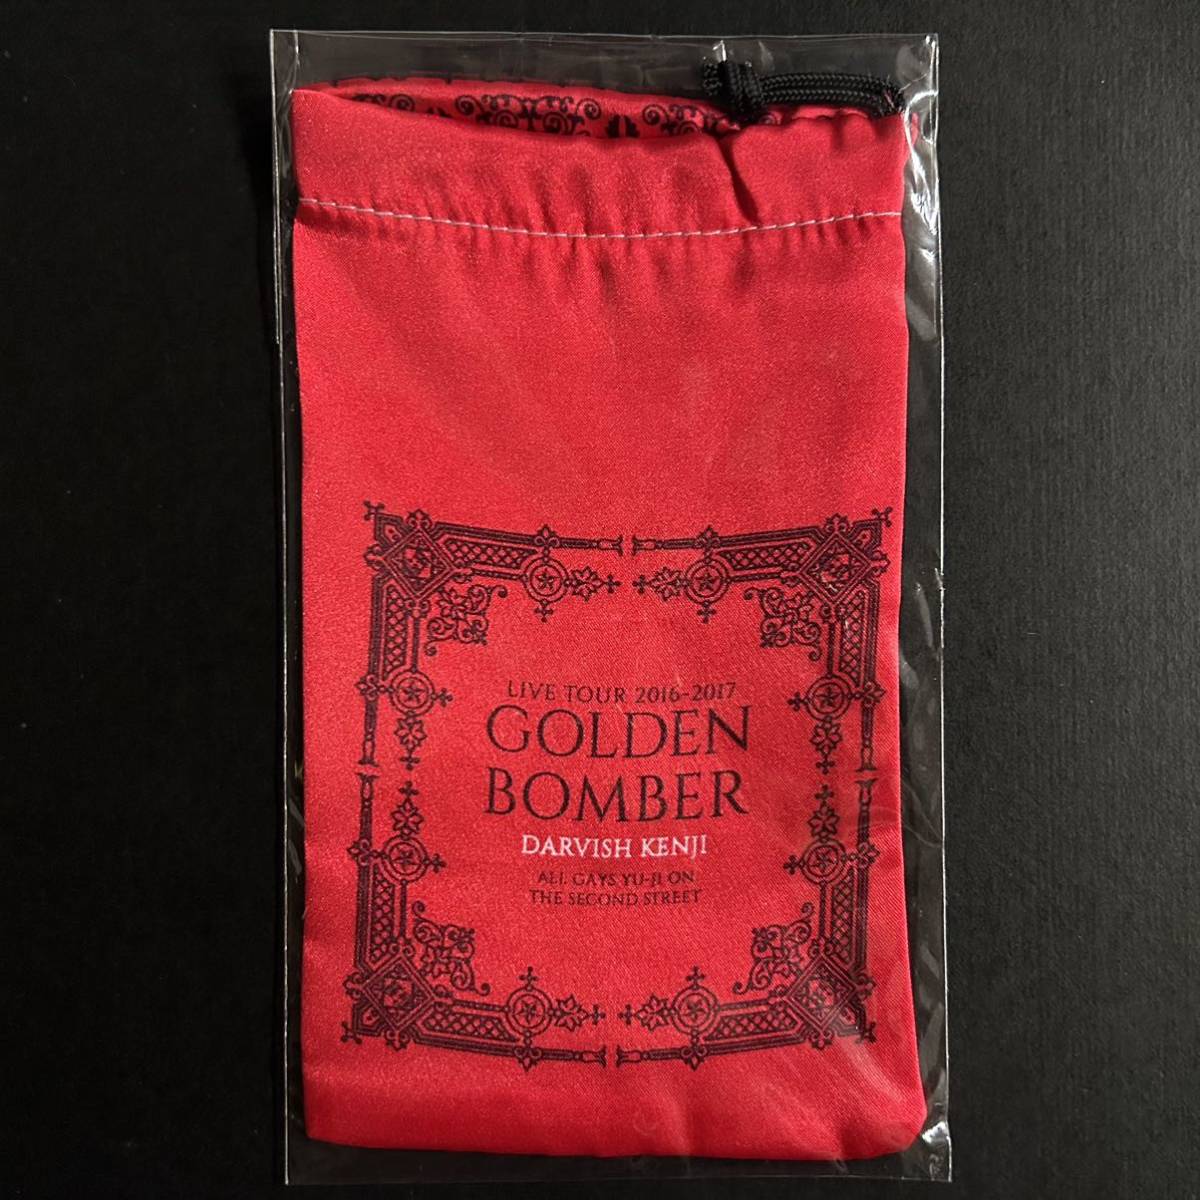 LIVE TOUR 2016-2017
GOLDEN
BOMBER
DARVISH KENJI
ALL GAYS YU-JI ON
THE SECOND STREET